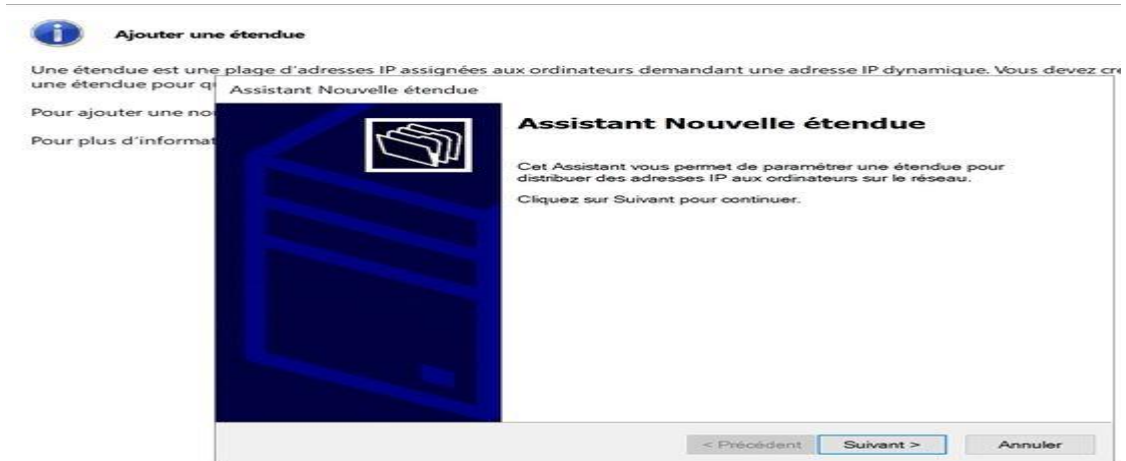 Ajouter une étendue
Une étendue est une plage d'adresses IP assignées aux ordinateurs demandant une adresse IP dynamique. Vous devez cr
une étendue pour q
Pour ajouter une no
Pour plus d'informat
Assistant Nouvelle étendue
Assistant Nouvelle étendue
Cet Assistant vous permet de paramétrer une étendue pour
distribuer des adresses IP aux ordinateurs sur le réseau.
Cliquez sur Suivant pour continuer.
< Précédent
Suivant >
Annuler